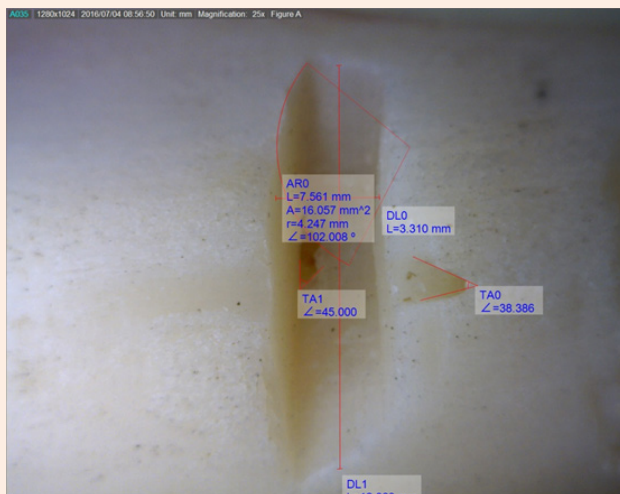 A035 1280x1024 2016/07/04 08:56:50 Unit: mm Magnification: 25x Figure A
AR0
L=7.561 mm
A=16.057 mm^2
r=4.247 mm
∠=102.008 º
DL0
L=3.310 mm
TA1
∠=45.000
TA0
∠=38.386
DL1